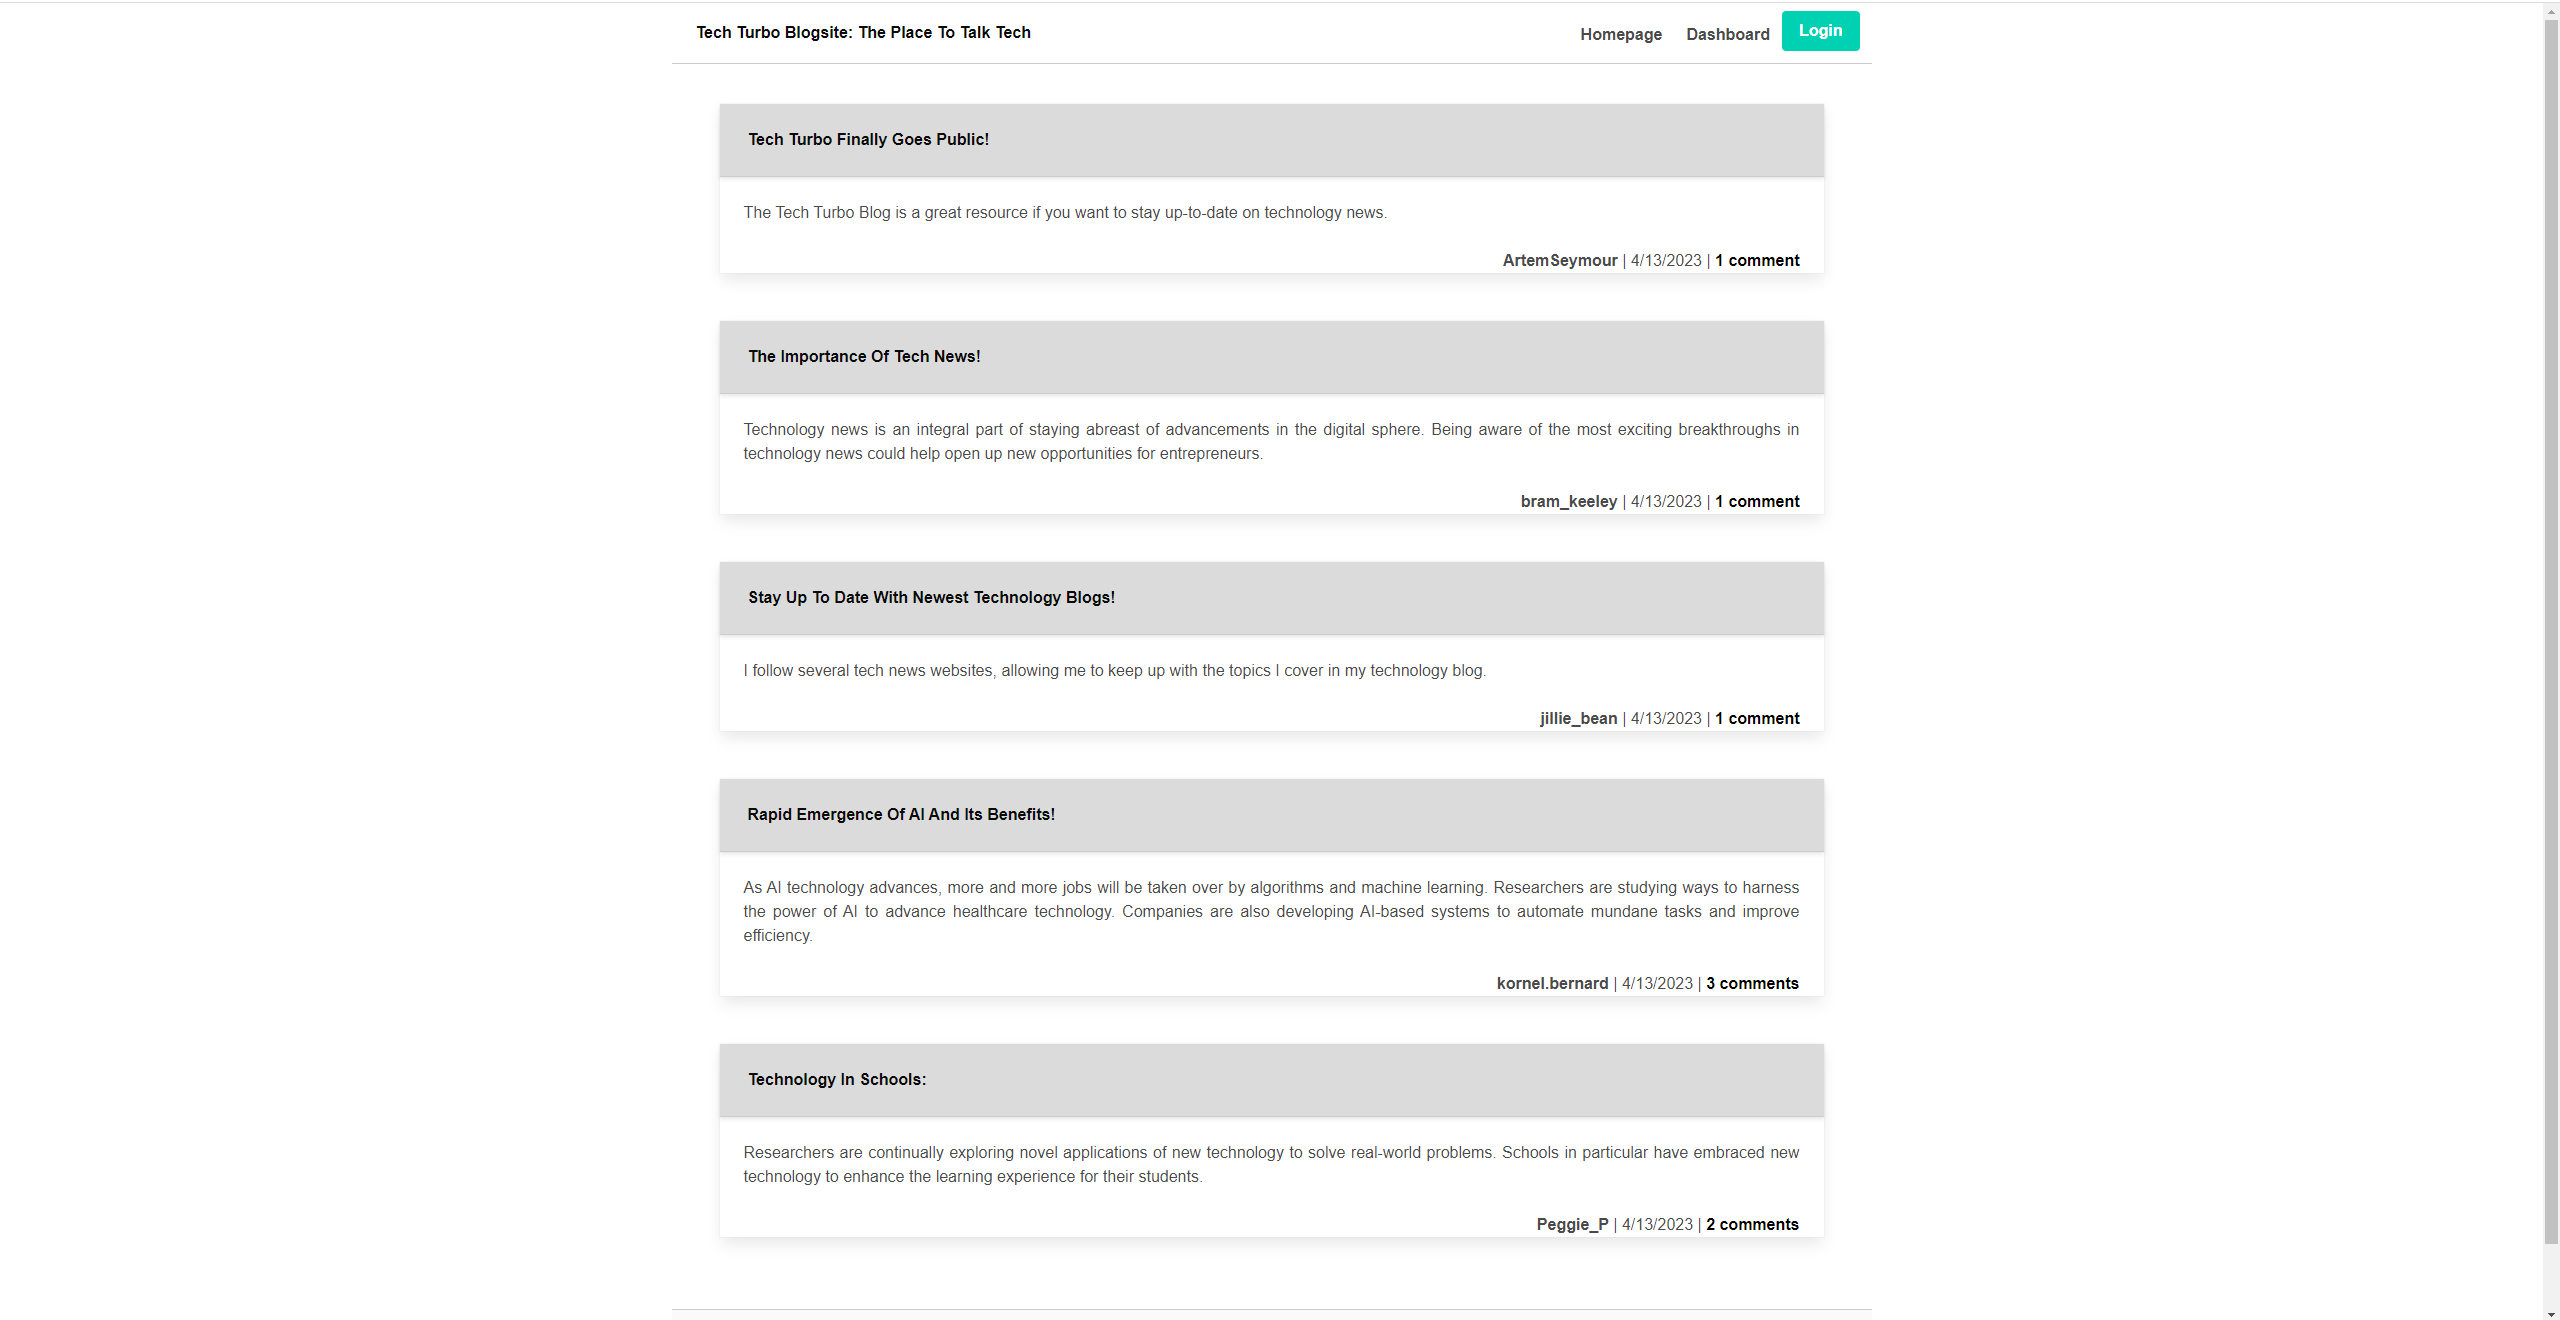 Tech Turbo Blogsite: The Place To Talk Tech
Homepage Dashboard Login
Tech Turbo Finally Goes Public!
The Tech Turbo Blog is a great resource if you want to stay up-to-date on technology news.
ArtemSeymour | 4/13/2023 | 1 comment
The Importance Of Tech News!
Technology news is an integral part of staying abreast of advancements in the digital sphere. Being aware of the most exciting breakthroughs in
technology news could help open up new opportunities for entrepreneurs.
bram_keeley | 4/13/2023 | 1 comment
Stay Up To Date With Newest Technology Blogs!
I follow several tech news websites, allowing me to keep up with the topics I cover in my technology blog.
jillie_bean | 4/13/2023 | 1 comment
Rapid Emergence Of AI And Its Benefits!
As AI technology advances, more and more jobs will be taken over by algorithms and machine learning. Researchers are studying ways to harness
the power of AI to advance healthcare technology. Companies are also developing AI-based systems to automate mundane tasks and improve
efficiency.
kornel.bernard | 4/13/2023 | 3 comments
Technology In Schools:
Researchers are continually exploring novel applications of new technology to solve real-world problems. Schools in particular have embraced new
technology to enhance the learning experience for their students.
Peggie_P | 4/13/2023 | 2 comments